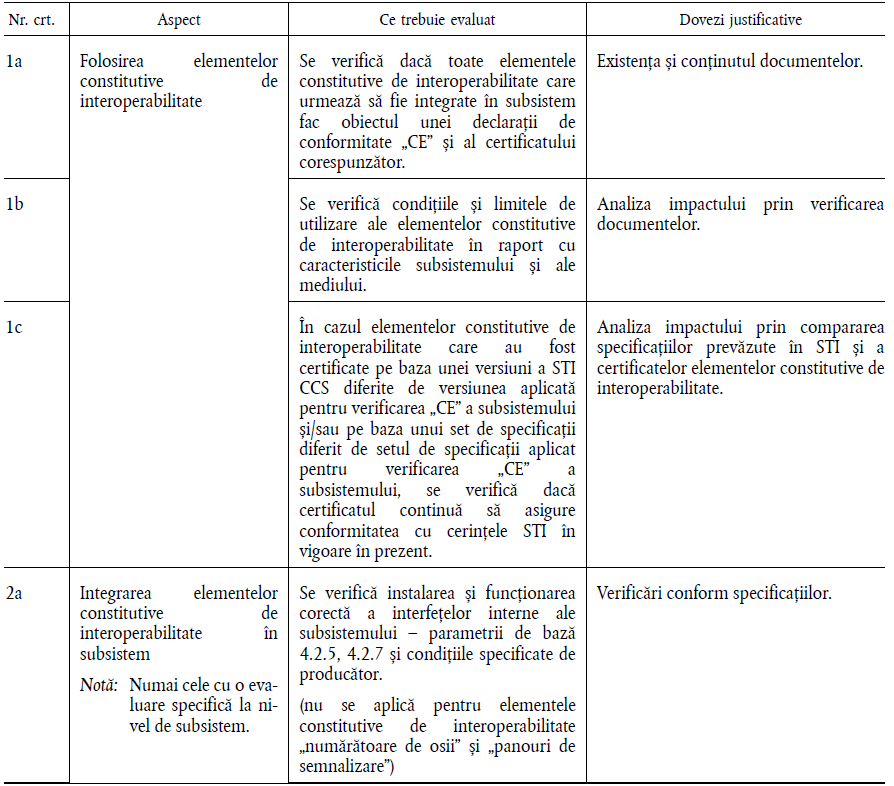 Nr. crt.
Aspect
Ce trebuie evaluat
Dovezi justificative
1a
Folosirea elementelor
constitutive de
interoperabilitate
Se verifică dacă toate elementele
constitutive de interoperabilitate care
urmează să fie integrate în subsistem
fac obiectul unei declarații de
conformitate „CE” și al certificatului
corespunzător.
Existența și conținutul documentelor.
1b
Se verifică condițiile și limitele de
utilizare ale elementelor constitutive
de interoperabilitate în raport cu
caracteristicile subsistemului și ale
mediului.
Analiza impactului prin verificarea
documentelor.
1c
În cazul elementelor constitutive de
interoperabilitate care au fost
certificate pe baza unei versiuni a STI
CCS diferite de versiunea aplicată
pentru verificarea „CE” a subsistemului
și/sau pe baza unui set de specificații
diferit de setul de specificații aplicat
pentru verificarea „CE” a
subsistemului, se verifică dacă
certificatul continuă să asigure
conformitatea cu cerințele STI în
vigoare în prezent.
Analiza impactului prin compararea
specificațiilor prevăzute în STI și a
certificatelor elementelor constitutive de
interoperabilitate.
2a
Integrarea elementelor
constitutive de
interoperabilitate în
subsistem
Notă: Numai cele cu o eva-
luare specifică la ni-
vel de subsistem.
Se verifică instalarea și funcționarea
corectă a interfețelor interne ale
subsistemului – parametrii de bază
4.2.5, 4.2.7 și condițiile specificate de
producător.
(nu se aplică pentru elementele
constitutive de interoperabilitate
„numărătoare de osii” și „panouri de
semnalizare”)
Verificări conform specificațiilor.